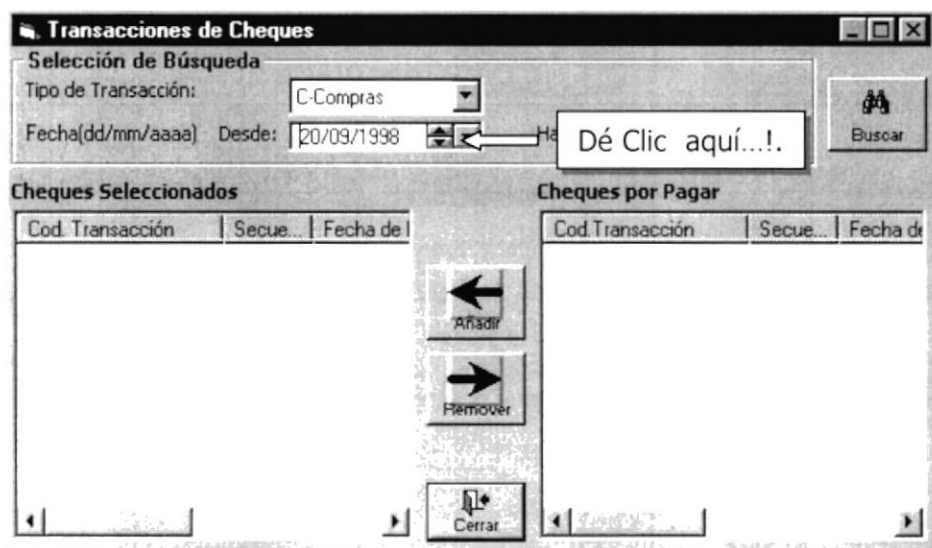 Transacciones de Cheques
Selección de Búsqueda
Tipo de Transacción: C-Compras
Fecha(dd/mm/aaaa) Desde: 20/09/1998 Ha
Dé Clic aquí...!.
Buscar
Cheques Seleccionados
Cheques por Pagar
Cod. Transacción Secue... Fecha de
Cod.Transacción Secue... Fecha de
Añadir
Remover
Cerrar